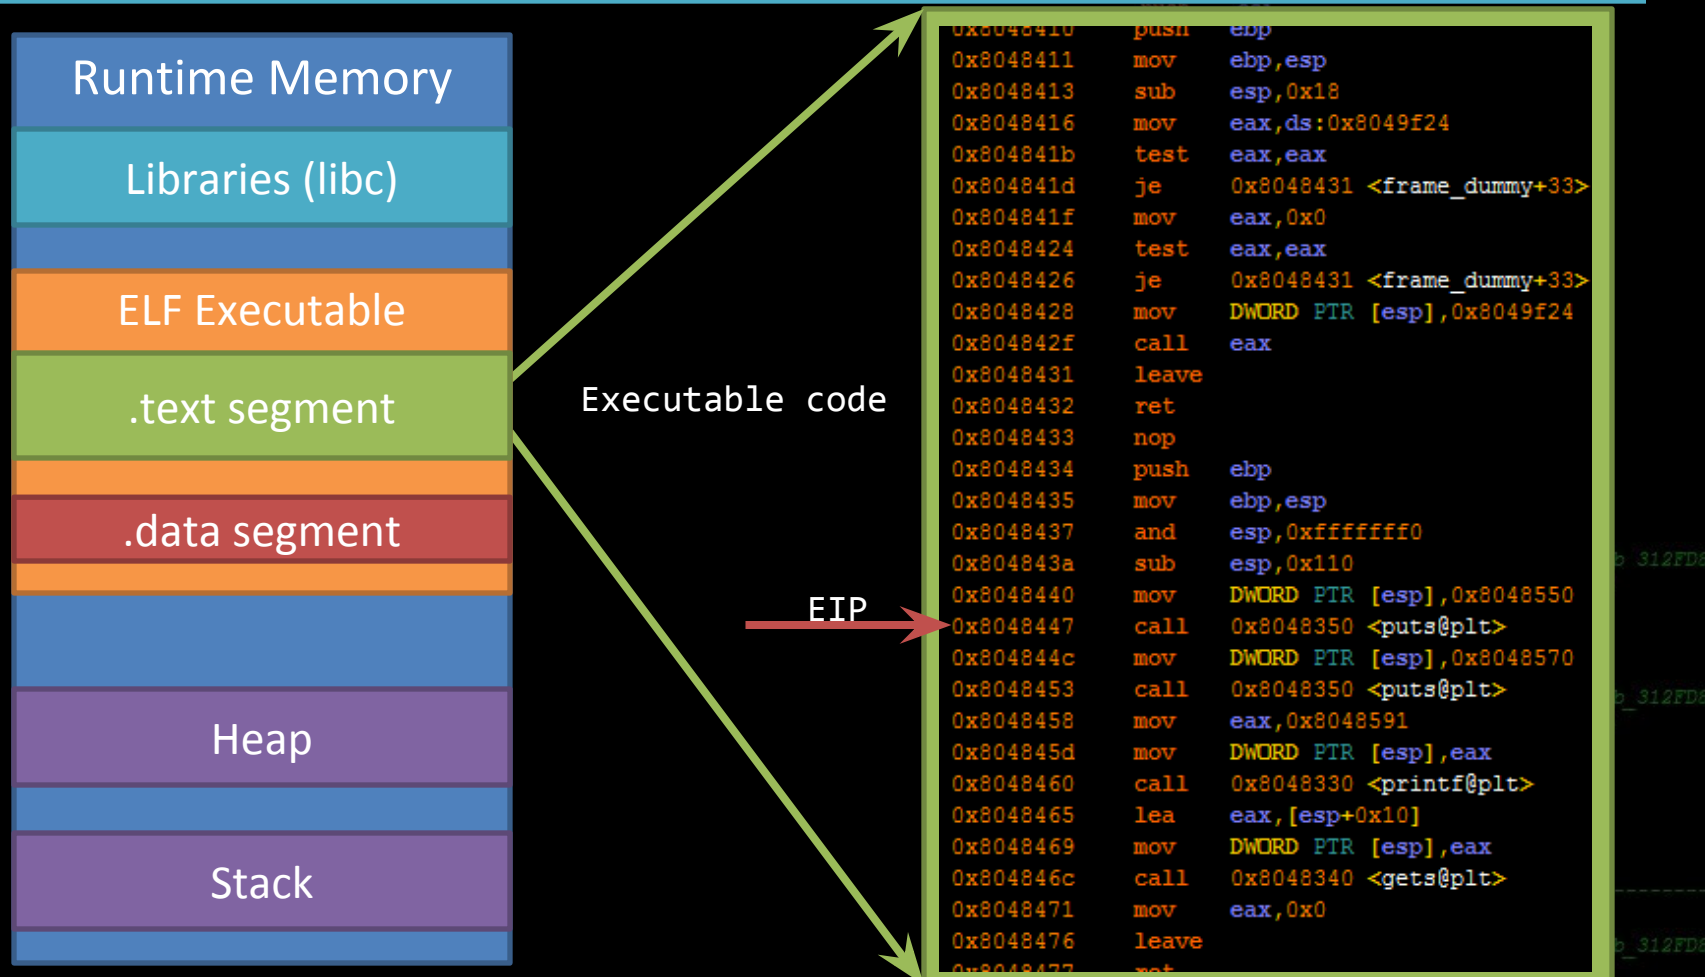 Runtime Memory
Libraries (libc)
ELF Executable
.text segment
.data segment
Heap
Stack
Executable code
EIP
0x8048410 push ebp
0x8048411 mov ebp,esp
0x8048413 sub esp,0x18
0x8048416 mov eax,ds:0x8049f24
0x804841b test eax,eax
0x804841d je 0x8048431 <frame_dummy+33>
0x804841f mov eax,0x0
0x8048424 test eax,eax
0x8048426 je 0x8048431 <frame_dummy+33>
0x8048428 mov DWORD PTR [esp],0x8049f24
0x804842f call eax
0x8048431 leave
0x8048432 ret
0x8048433 nop
0x8048434 push ebp
0x8048435 mov ebp,esp
0x8048437 and esp,0xfffffff0
0x804843a sub esp,0x110
0x8048440 mov DWORD PTR [esp],0x8048550
0x8048447 call 0x8048350 <puts@plt>
0x804844c mov DWORD PTR [esp],0x8048570
0x8048453 call 0x8048350 <puts@plt>
0x8048458 mov eax,0x8048591
0x804845d mov DWORD PTR [esp],eax
0x8048460 call 0x8048330 <printf@plt>
0x8048465 lea eax,[esp+0x10]
0x8048469 mov DWORD PTR [esp],eax
0x804846c call 0x8048340 <gets@plt>
0x8048471 mov eax,0x0
0x8048476 leave
0x8048477 ret